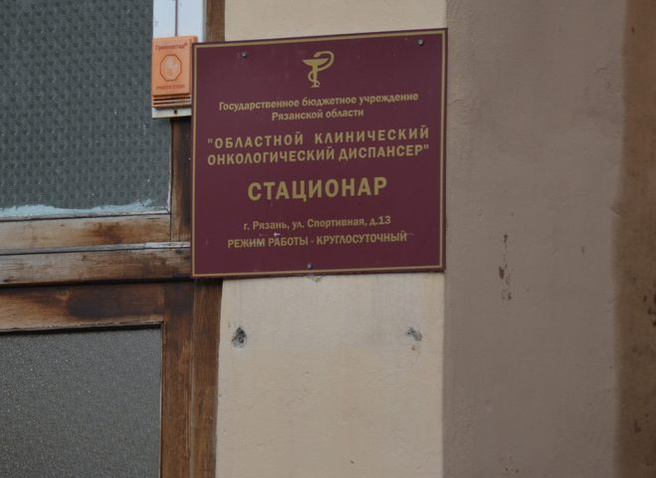 Государственное бюджетное учреждение
Рязанской области
"ОБЛАСТНОЙ КЛИНИЧЕСКИЙ
ОНКОЛОГИЧЕСКИЙ ДИСПАНСЕР"
СТАЦИОНАР
г. Рязань, ул. Спортивная, д.13
РЕЖИМ РАБОТЫ - КРУГЛОСУТОЧНЫЙ